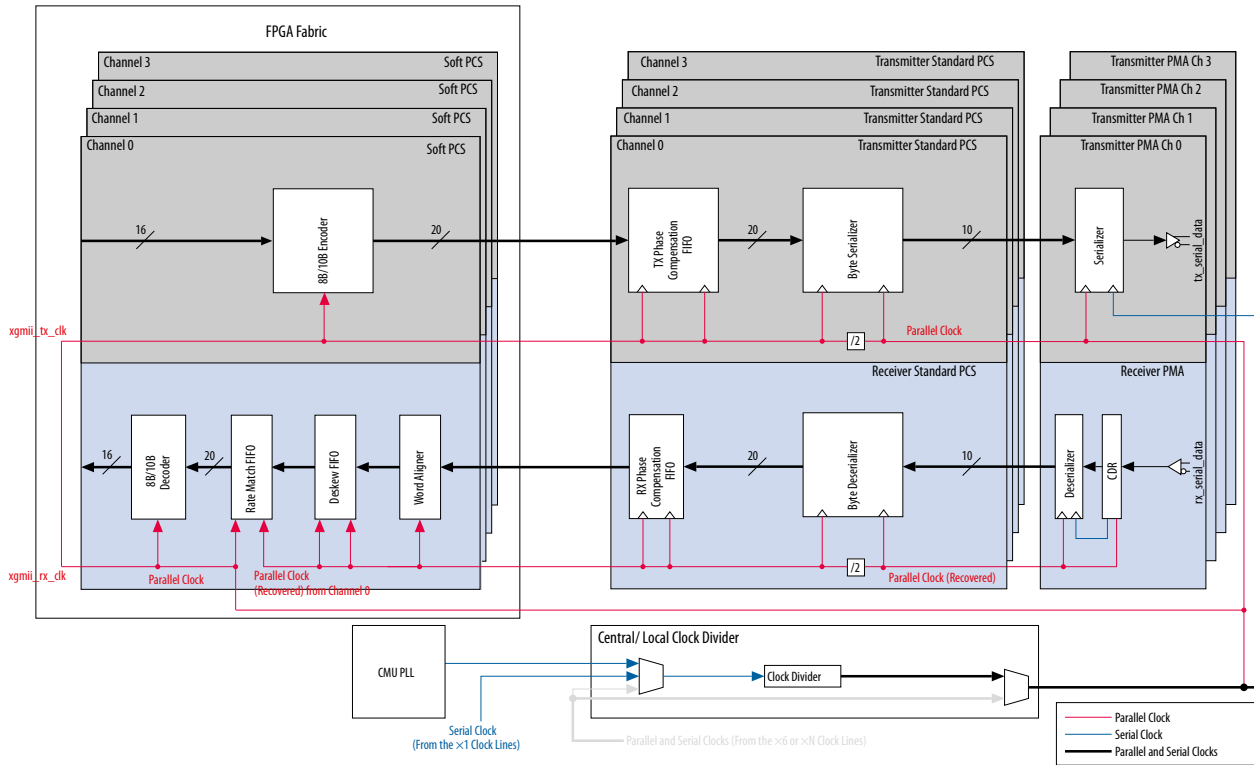 FPGA Fabric
Channel 3
Soft PCS
Channel 2
Soft PCS
Channel 1
Soft PCS
Channel 0
Soft PCS
Channel 3
Transmitter Standard PCS
Channel 2
Transmitter Standard PCS
Channel 1
Transmitter Standard PCS
Channel 0
Transmitter Standard PCS
Transmitter PMA Ch 3
Transmitter PMA Ch 2
Transmitter PMA Ch 1
Transmitter PMA Ch 0
16
8B/10B Encoder
20
TX Phase
Compensation
FIFO
20
Byte Serializer
10
Serializer
tx_serial_data
xgmii_tx_clk
/2
Parallel Clock
Receiver Standard PCS
Receiver PMA
16
8B/10B
Decoder
20
Rate Match FIFO
Deskew FIFO
Word Aligner
RX Phase
Compensation
FIFO
20
Byte Deserializer
10
Deserializer
CDR
rx_serial_data
xgmii_rx_clk
Parallel Clock
Parallel Clock
(Recovered) from Channel 0
/2
Parallel Clock (Recovered)
CMU PLL
Central/ Local Clock Divider
Clock Divider
Serial Clock
(From the ×1 Clock Lines)
Parallel and Serial Clocks (From the ×6 or ×N Clock Lines)
Parallel Clock
Serial Clock
Parallel and Serial Clocks